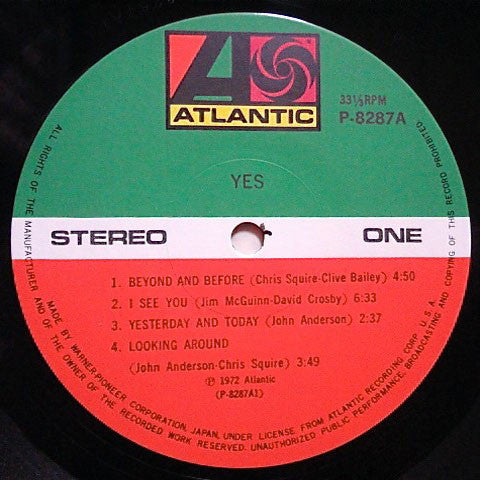 ATLANTIC
33⅓RPM
P-8287A
YES
STEREO
ONE
1. BEYOND AND BEFORE (Chris Squire-Clive Bailey) 4:50
2. I SEE YOU (Jim McGuinn-David Crosby) 6:33
3. YESTERDAY AND TODAY (John Anderson) 2:37
4. LOOKING AROUND
(John Anderson-Chris Squire) 3:49
Ⓟ 1972 Atlantic
(P-8287A1)
MADE BY WARNER-PIONEER CORPORATION, JAPAN, UNDER LICENSE FROM ATLANTIC RECORDING CORP., U.S.A.
ALL RIGHTS OF THE MANUFACTURER AND OF THE OWNER OF THE RECORDED WORK RESERVED. UNAUTHORIZED PUBLIC PERFORMANCE, BROADCASTING AND COPYING OF THIS RECORD PROHIBITED.